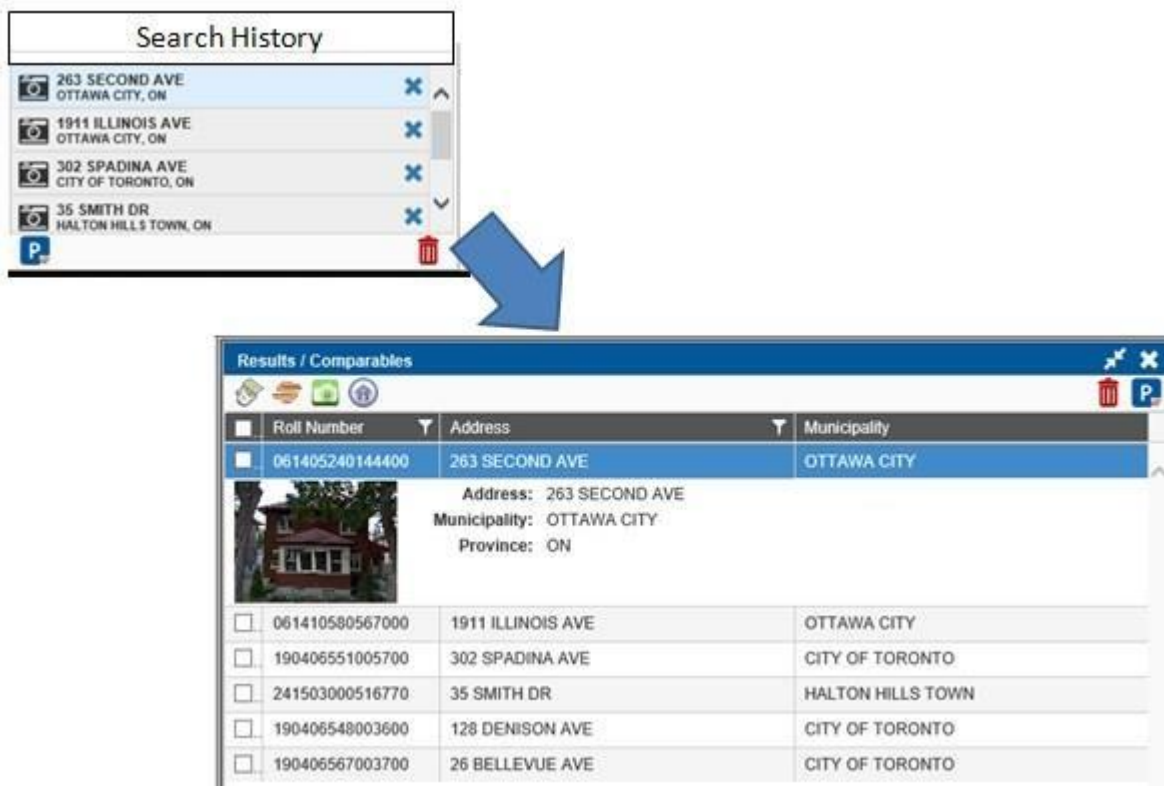 Search History
263 SECOND AVE
OTTAWA CITY, ON
1911 ILLINOIS AVE
OTTAWA CITY, ON
302 SPADINA AVE
CITY OF TORONTO, ON
35 SMITH DR
HALTON HILLS TOWN, ON
P
Results / Comparables
P
Roll Number Address Municipality
061405240144400 263 SECOND AVE OTTAWA CITY
Address: 263 SECOND AVE
Municipality: OTTAWA CITY
Province: ON
061410580567000 1911 ILLINOIS AVE OTTAWA CITY
190406551005700 302 SPADINA AVE CITY OF TORONTO
241503000516770 35 SMITH DR HALTON HILLS TOWN
190406548003600 128 DENISON AVE CITY OF TORONTO
190406567003700 26 BELLEVUE AVE CITY OF TORONTO